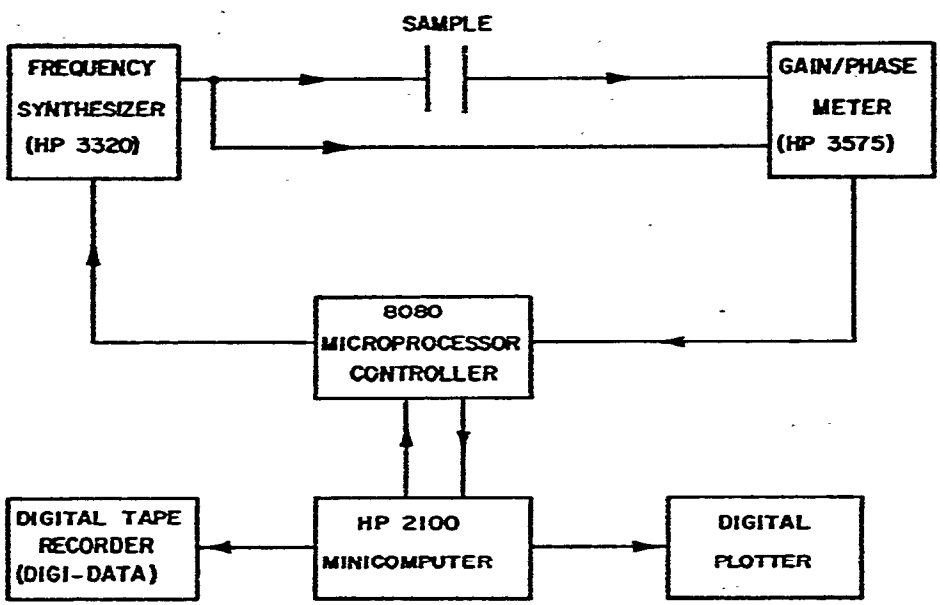 SAMPLE
FREQUENCY
SYNTHESIZER
(HP 3320)
GAIN/PHASE
METER
(HP 3575)
8080
MICROPROCESSOR
CONTROLLER
DIGITAL TAPE
RECORDER
(DIGI-DATA)
HP 2100
MINICOMPUTER
DIGITAL
PLOTTER